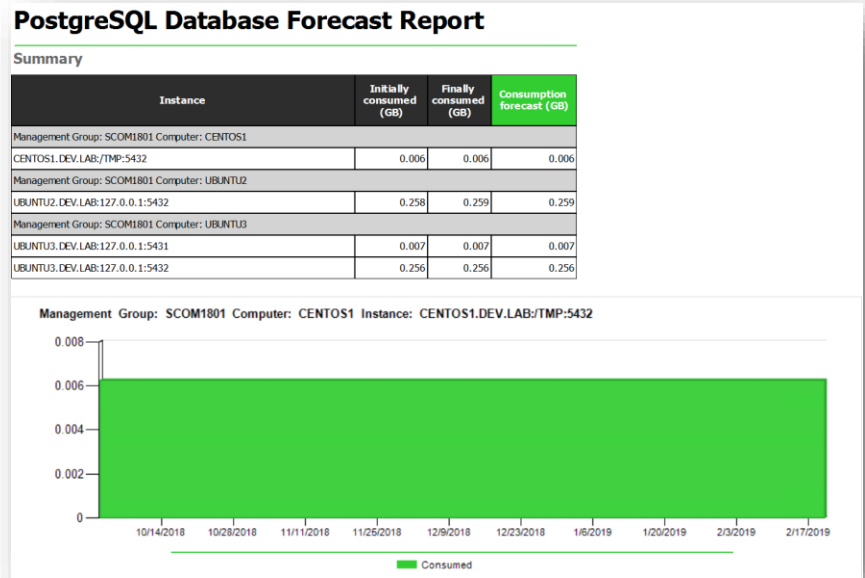 PostgreSQL Database Forecast Report
Summary
Instance Initially consumed (GB) Finally consumed (GB) Consumption forecast (GB)
Management Group: SCOM1801 Computer: CENTOS1
CENTOS1.DEV.LAB:/TMP:5432 0.006 0.006 0.006
Management Group: SCOM1801 Computer: UBUNTU2
UBUNTU2.DEV.LAB:127.0.0.1:5432 0.258 0.259 0.259
Management Group: SCOM1801 Computer: UBUNTU3
UBUNTU3.DEV.LAB:127.0.0.1:5431 0.007 0.007 0.007
UBUNTU3.DEV.LAB:127.0.0.1:5432 0.256 0.256 0.256
Management Group: SCOM1801 Computer: CENTOS1 Instance: CENTOS1.DEV.LAB:/TMP:5432
0.008
0.006
0.004
0.002
0
10/14/2018 10/28/2018 11/11/2018 11/25/2018 12/9/2018 12/23/2018 1/6/2019 1/20/2019 2/3/2019 2/17/2019
Consumed